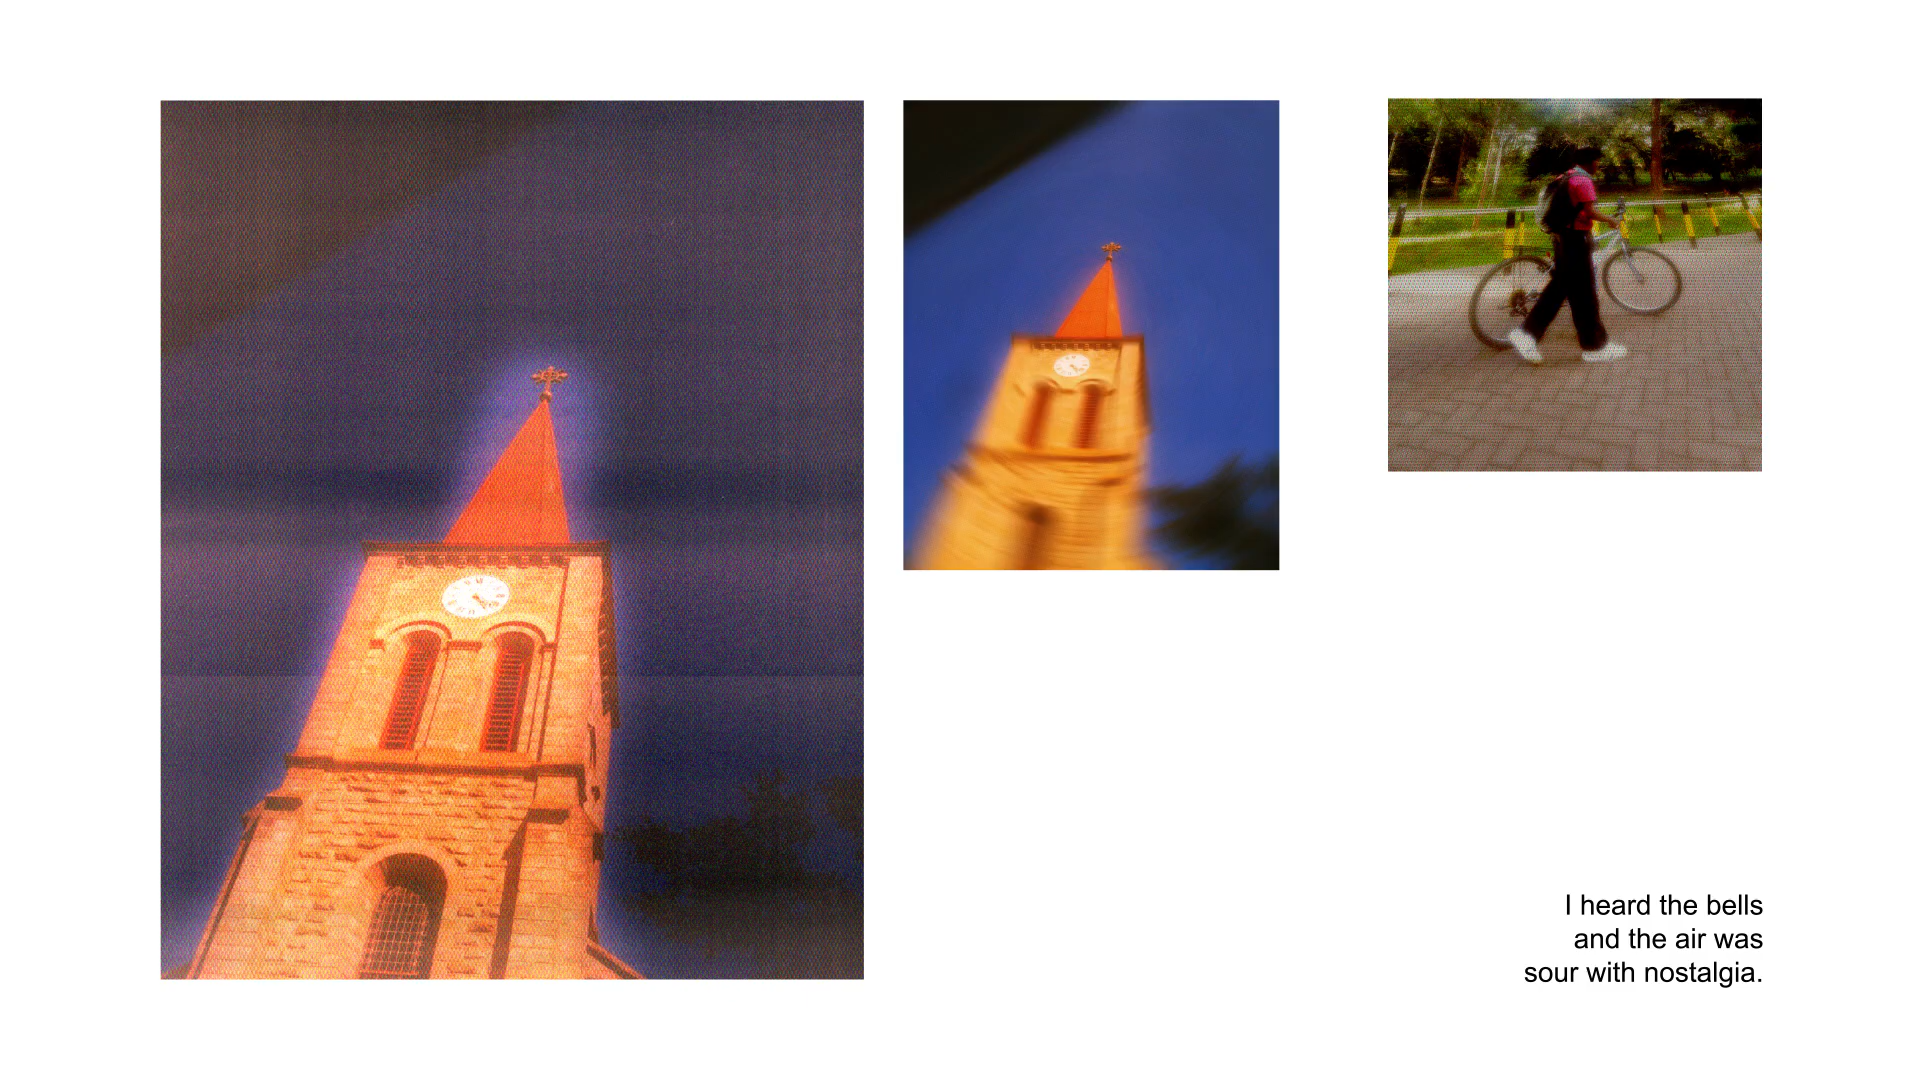 I heard the bells
and the air was
sour with nostalgia.